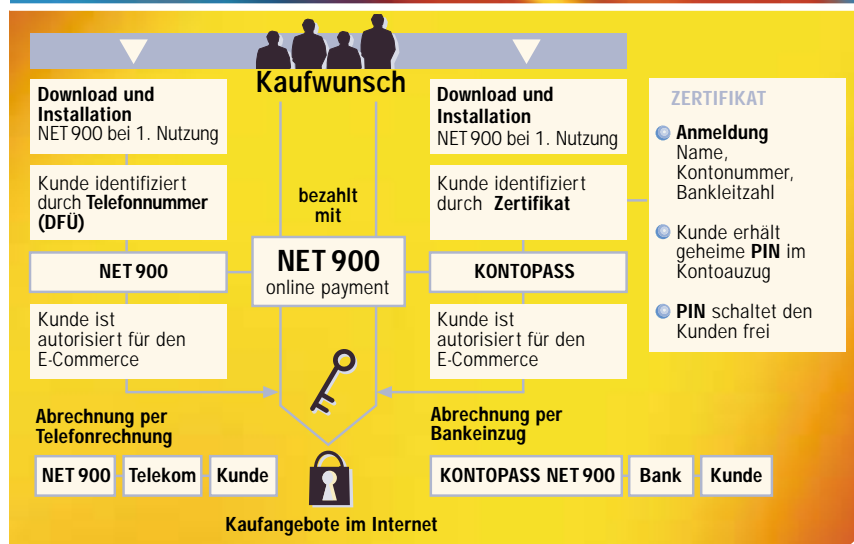 Kaufwunsch
Download und
Installation
NET 900 bei 1. Nutzung
Kunde identifiziert
durch Telefonnummer
(DFÜ)
NET 900
Kunde ist
autorisiert für den
E-Commerce
Abrechnung per
Telefonrechnung
NET 900 Telekom Kunde
bezahlt
mit
NET 900
online payment
Kaufangebote im Internet
Download und
Installation
NET 900 bei 1. Nutzung
Kunde identifiziert
durch Zertifikat
KONTOPASS
Kunde ist
autorisiert für den
E-Commerce
Abrechnung per
Bankeinzug
KONTOPASS NET 900 Bank Kunde
ZERTIFIKAT
Anmeldung
Name,
Kontonummer,
Bankleitzahl
Kunde erhält
geheime PIN im
Kontoauzug
PIN schaltet den
Kunden frei